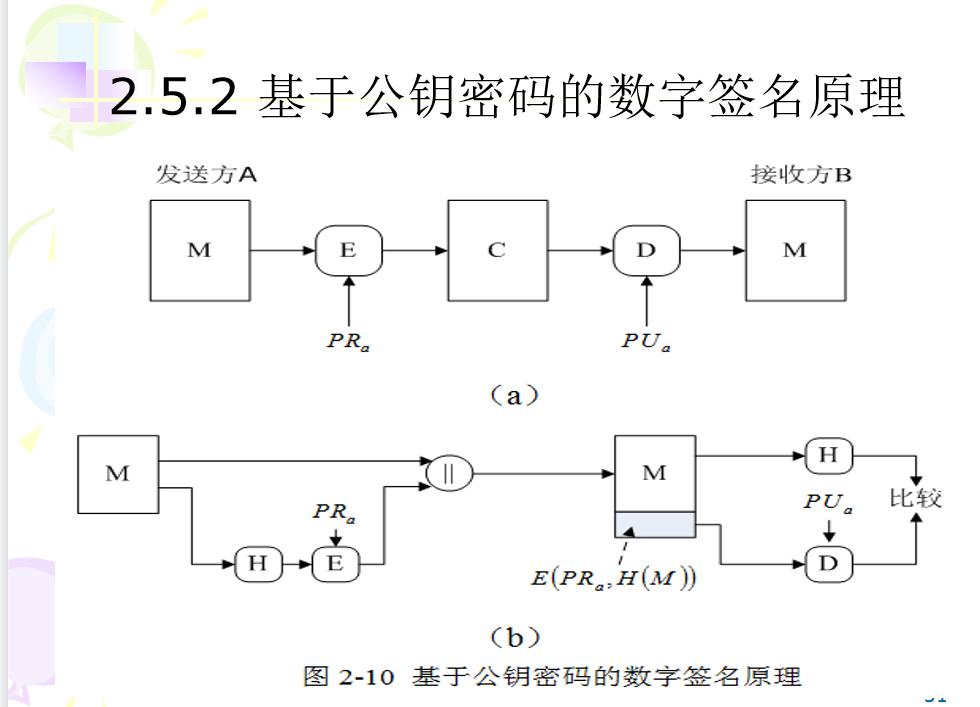 2.5.2 基于公钥密码的数字签名原理
发送方A
接收方B
M
E
C
D
M
PRa
PUa
（a）
M
||
M
H
PRa
PUa
比较
H
E
D
E(PRa, H(M))
（b）
图 2-10 基于公钥密码的数字签名原理